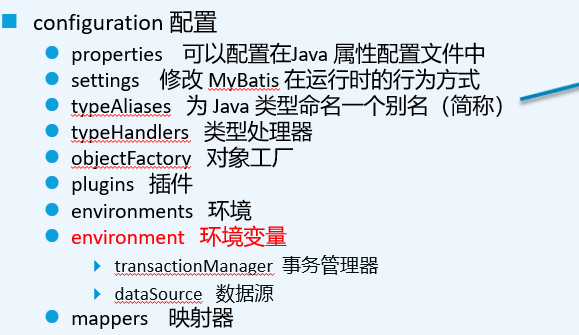 configuration 配置
properties 可以配置在Java 属性配置文件中
settings 修改 MyBatis 在运行时的行为方式
typeAliases 为 Java 类型命名一个别名（简称）
typeHandlers 类型处理器
objectFactory 对象工厂
plugins 插件
environments 环境
environment 环境变量
transactionManager 事务管理器
dataSource 数据源
mappers 映射器